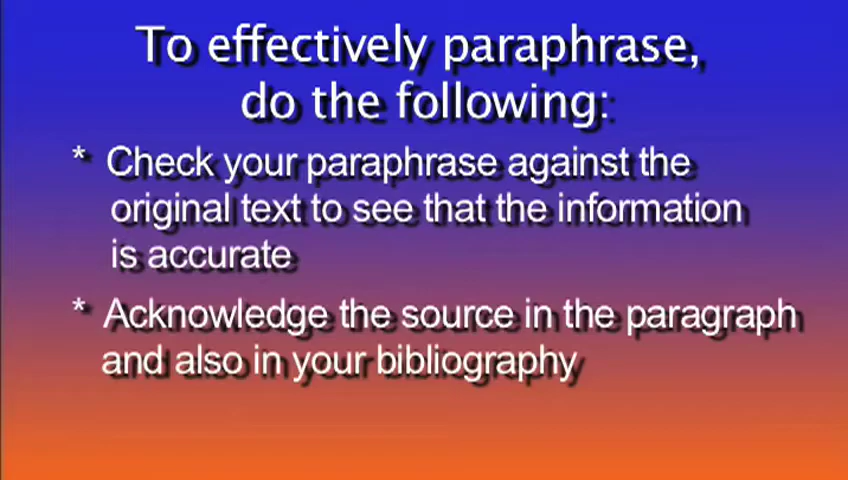 To effectively paraphrase,
do the following:
* Check your paraphrase against the
original text to see that the information
is accurate
* Acknowledge the source in the paragraph
and also in your bibliography